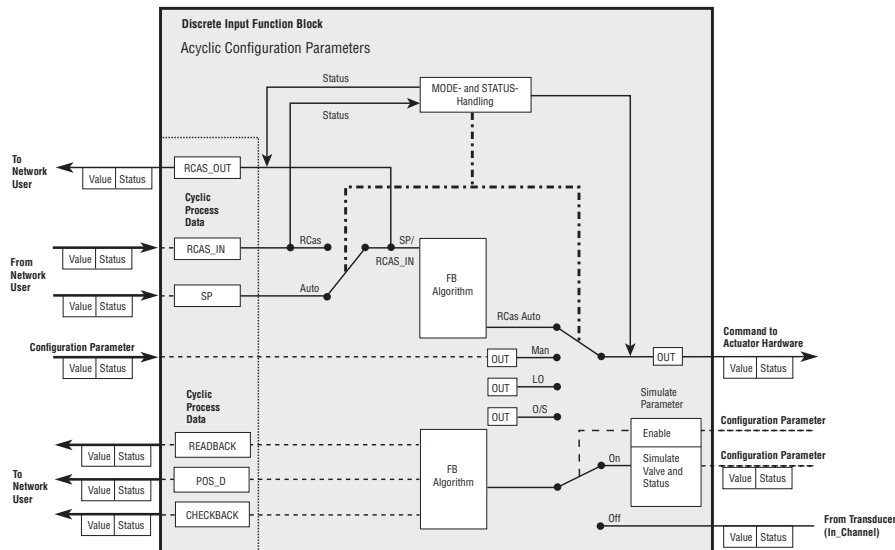 Discrete Input Function Block
Acyclic Configuration Parameters
Status
MODE- and STATUS-
Handling
Status
To
Network
User
Value Status
RCAS_OUT
Cyclic
Process
Data
RCAS_IN
RCas
SP/
RCAS_IN
From
Network
User
Value Status
SP
Auto
Value Status
FB
Algorithm
RCas Auto
Configuration Parameter
Value Status
OUT
Man
OUT
LO
OUT
O/S
OUT
Command to
Actuator Hardware
Value Status
Simulate
Parameter
Enable
Configuration Parameter
Simulate
Valve and
Status
Configuration Parameter
Value Status
Cyclic
Process
Data
READBACK
Value Status
To
Network
User
POS_D
Value Status
CHECKBACK
Value Status
FB
Algorithm
On
Off
From Transducer
(In_Channel)
Value Status